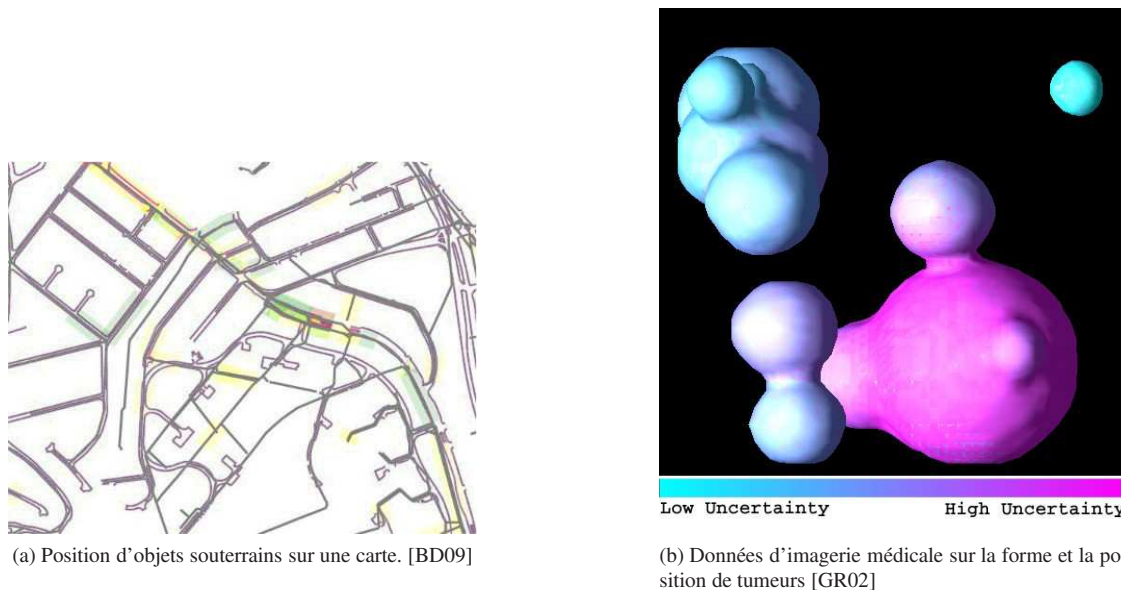 Low Uncertainty High Uncertainty
(a) Position d'objets souterrains sur une carte. [BD09]
(b) Données d'imagerie médicale sur la forme et la po-
sition de tumeurs [GR02]